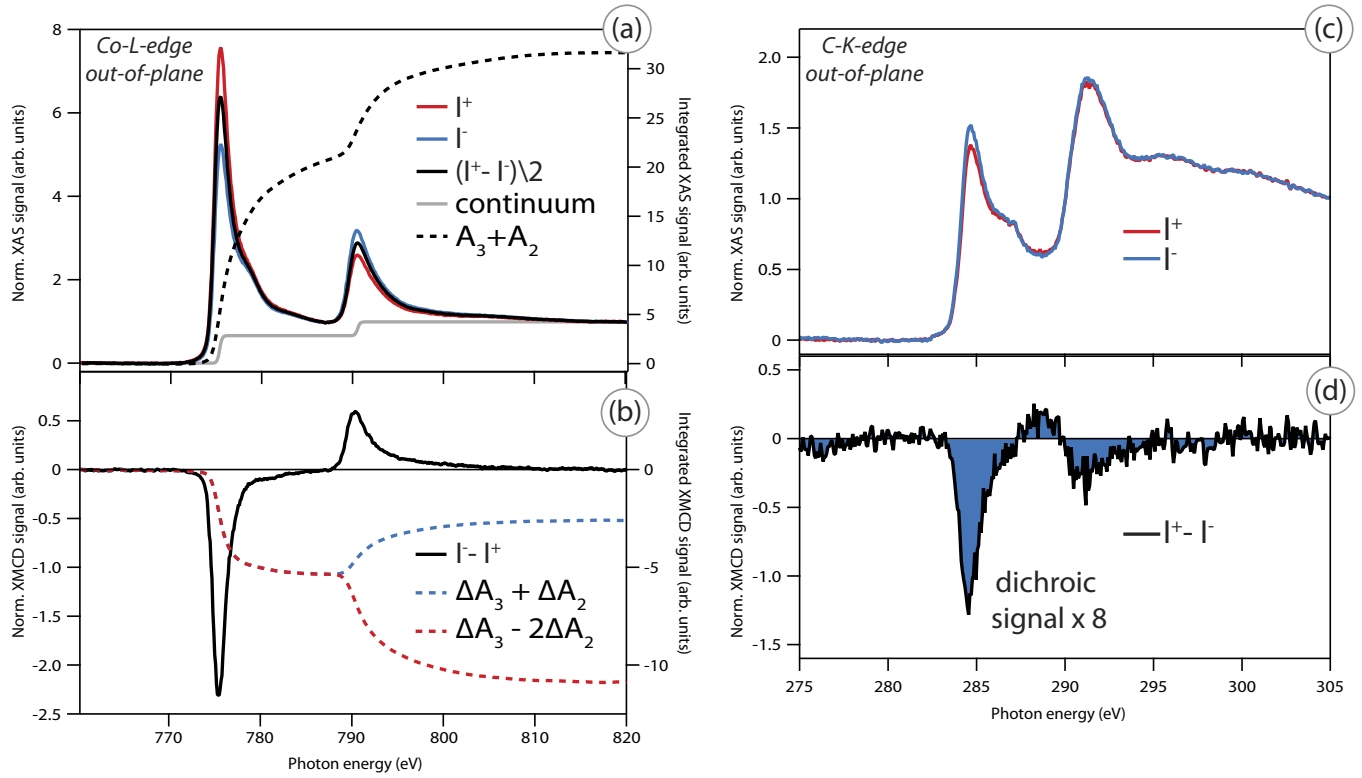 (a)
Co-L-edge
out-of-plane
I⁺
I⁻
(I⁺- I⁻)\2
continuum
A₃+A₂
Norm. XAS signal (arb. units)
8
6
4
2
0
Integrated XAS signal (arb. units)
30
25
20
15
10
5
0
(b)
I⁻- I⁺
ΔA₃ + ΔA₂
ΔA₃ - 2ΔA₂
Norm. XMCD signal (arb. units)
0.5
0
-0.5
-1.0
-1.5
-2.0
-2.5
Integrated XMCD signal (arb. units)
0
-5
-10
770
780
790
800
810
820
Photon energy (eV)
(c)
C-K-edge
out-of-plane
I⁺
I⁻
Norm. XAS signal (arb. units)
2.0
1.5
1.0
0.5
0
(d)
I⁺- I⁻
dichroic
signal x 8
Norm. XMCD signal (arb. units)
0.5
0
-0.5
-1.0
-1.5
275
280
285
290
295
300
305
Photon energy (eV)